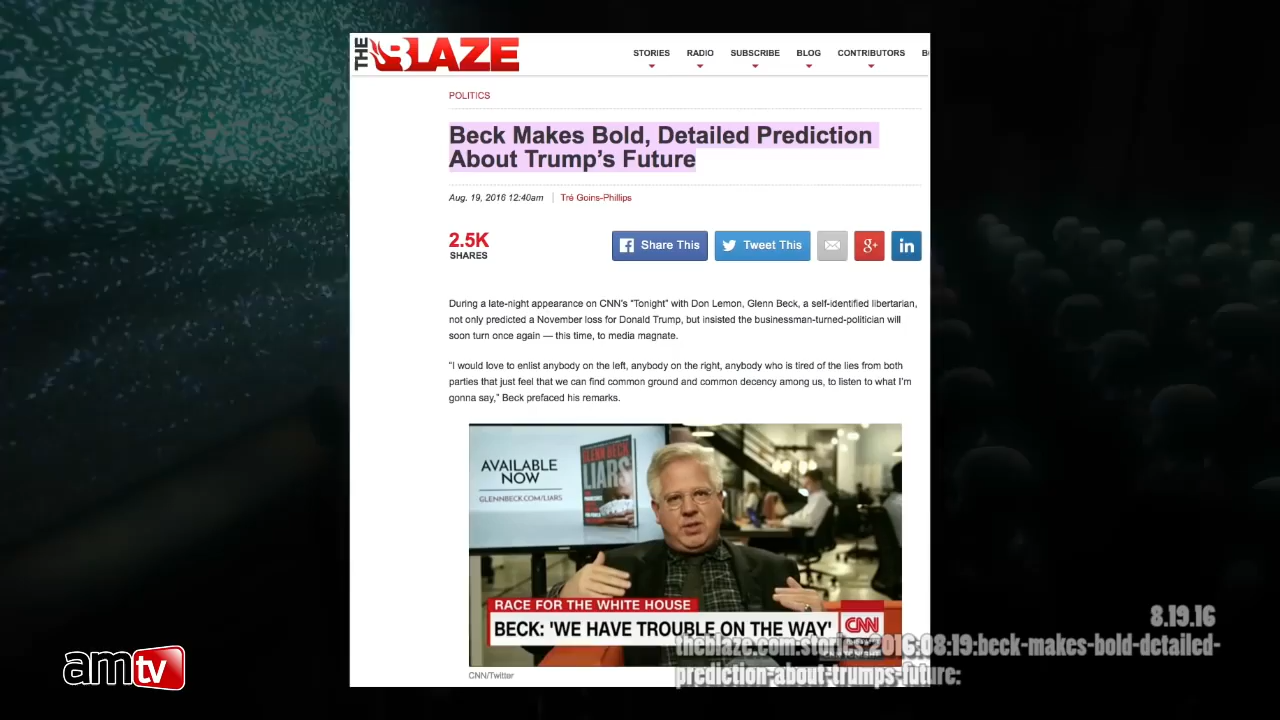 THE BLAZE
STORIES RADIO SUBSCRIBE BLOG CONTRIBUTORS
POLITICS
Beck Makes Bold, Detailed Prediction
About Trump's Future
Aug. 19, 2016 12:40am Tré Goins-Phillips
2.5K
SHARES
Share This
Tweet This
g+
in
During a late-night appearance on CNN's "Tonight" with Don Lemon, Glenn Beck, a self-identified libertarian,
not only predicted a November loss for Donald Trump, but insisted the businessman-turned-politician will
soon turn once again — this time, to media magnate.
"I would love to enlist anybody on the left, anybody on the right, anybody who is tired of the lies from both
parties that just feel that we can find common ground and common decency among us, to listen to what I'm
gonna say," Beck prefaced his remarks.
AVAILABLE
NOW
GLENNBECK.COM/LIARS
GLENN BECK
LIARS
RACE FOR THE WHITE HOUSE
BECK: 'WE HAVE TROUBLE ON THE WAY'
CNN
CNN TONIGHT
CNN/Twitter
8.19.16
theblaze.com:stories:2016:08:19:beck-makes-bold-detailed-
prediction-about-trumps-future:
amtv